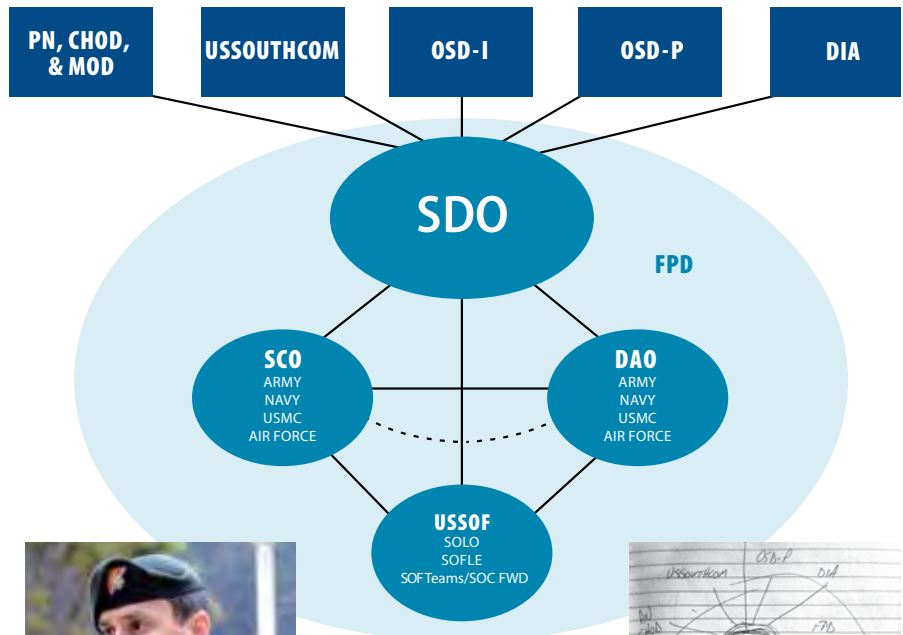 PN, CHOD,
& MOD
USSOUTHCOM
OSD-I
OSD-P
DIA
SDO
FPD
SCO
ARMY
NAVY
USMC
AIR FORCE
DAO
ARMY
NAVY
USMC
AIR FORCE
USSOF
SOLO
SOFLE
SOFTeams/SOC FWD
OSD-P
USSOUTHCOM
DIA
FPD